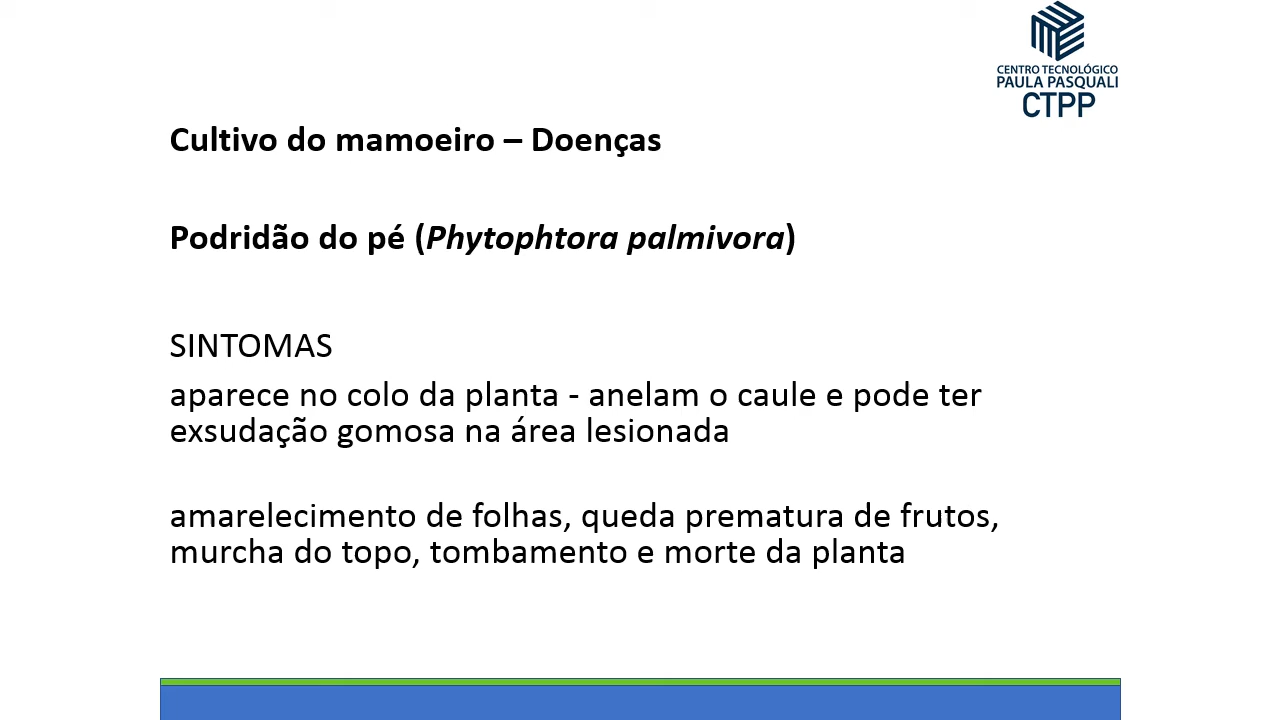 CENTRO TECNOLÓGICO
PAULA PASQUALI
CTPP
Cultivo do mamoeiro – Doenças
Podridão do pé (Phytophtora palmivora)
SINTOMAS
aparece no colo da planta - anelam o caule e pode ter
exsudação gomosa na área lesionada
amarelecimento de folhas, queda prematura de frutos,
murcha do topo, tombamento e morte da planta